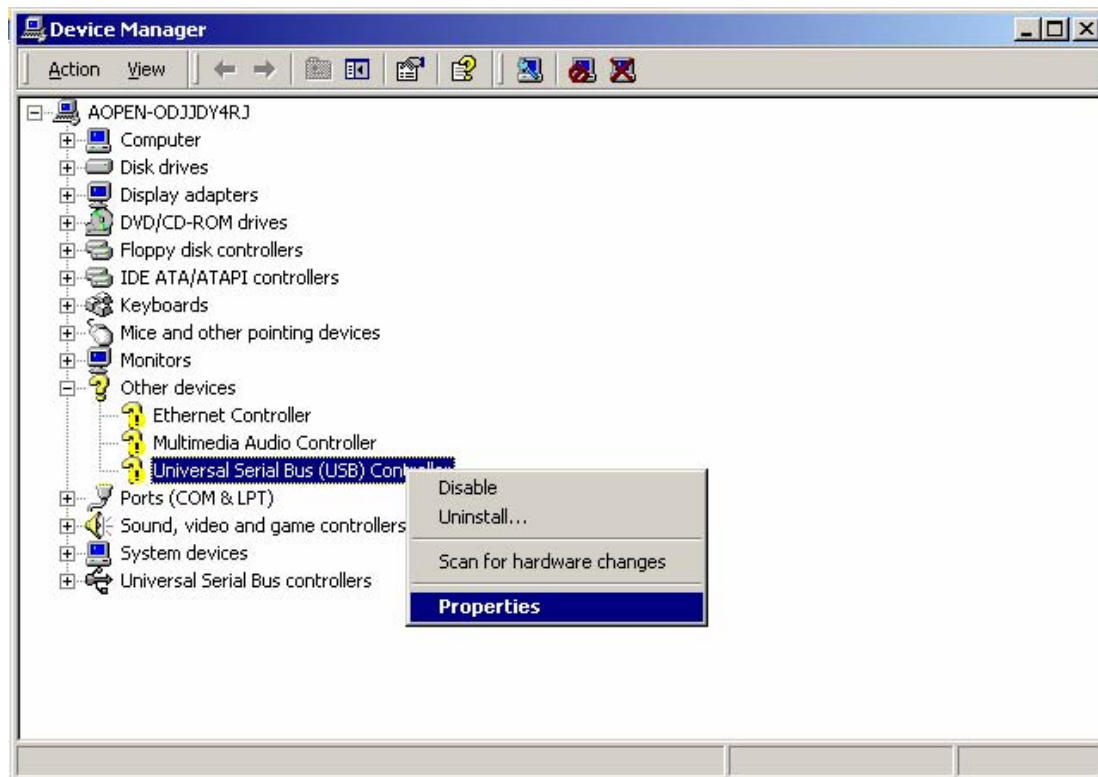 Device Manager
Action View
AOPEN-ODJJDY4RJ
Computer
Disk drives
Display adapters
DVD/CD-ROM drives
Floppy disk controllers
IDE ATA/ATAPI controllers
Keyboards
Mice and other pointing devices
Monitors
Other devices
Ethernet Controller
Multimedia Audio Controller
Universal Serial Bus (USB) Controller
Ports (COM & LPT)
Sound, video and game controllers
System devices
Universal Serial Bus controllers
Disable
Uninstall...
Scan for hardware changes
Properties